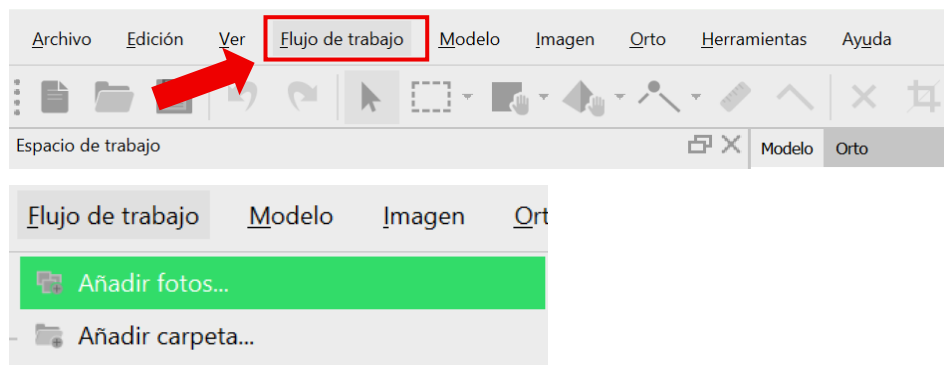 Archivo Edición Ver Flujo de trabajo Modelo Imagen Orto Herramientas Ayuda
Espacio de trabajo Modelo Orto
Flujo de trabajo Modelo Imagen Ort
Añadir fotos...
Añadir carpeta...